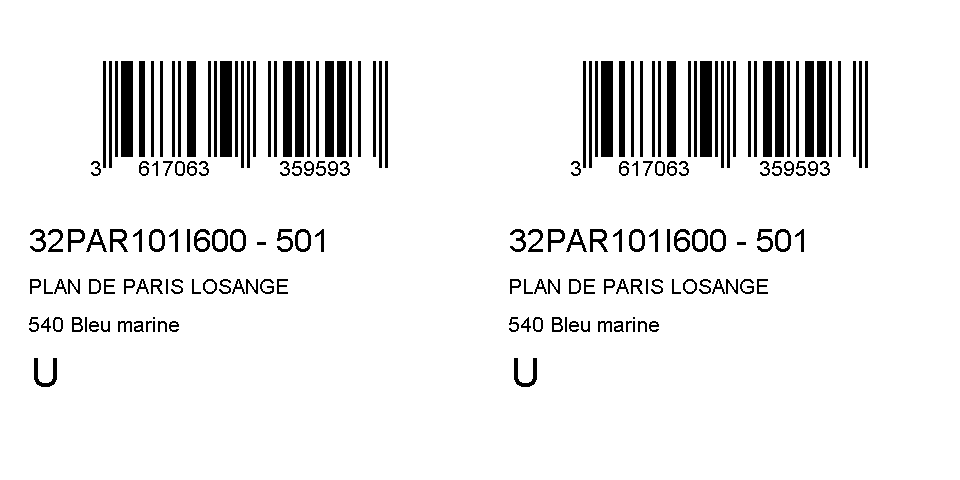 3 617063 359593
32PAR101I600 - 501
PLAN DE PARIS LOSANGE
540 Bleu marine
U
3 617063 359593
32PAR101I600 - 501
PLAN DE PARIS LOSANGE
540 Bleu marine
U